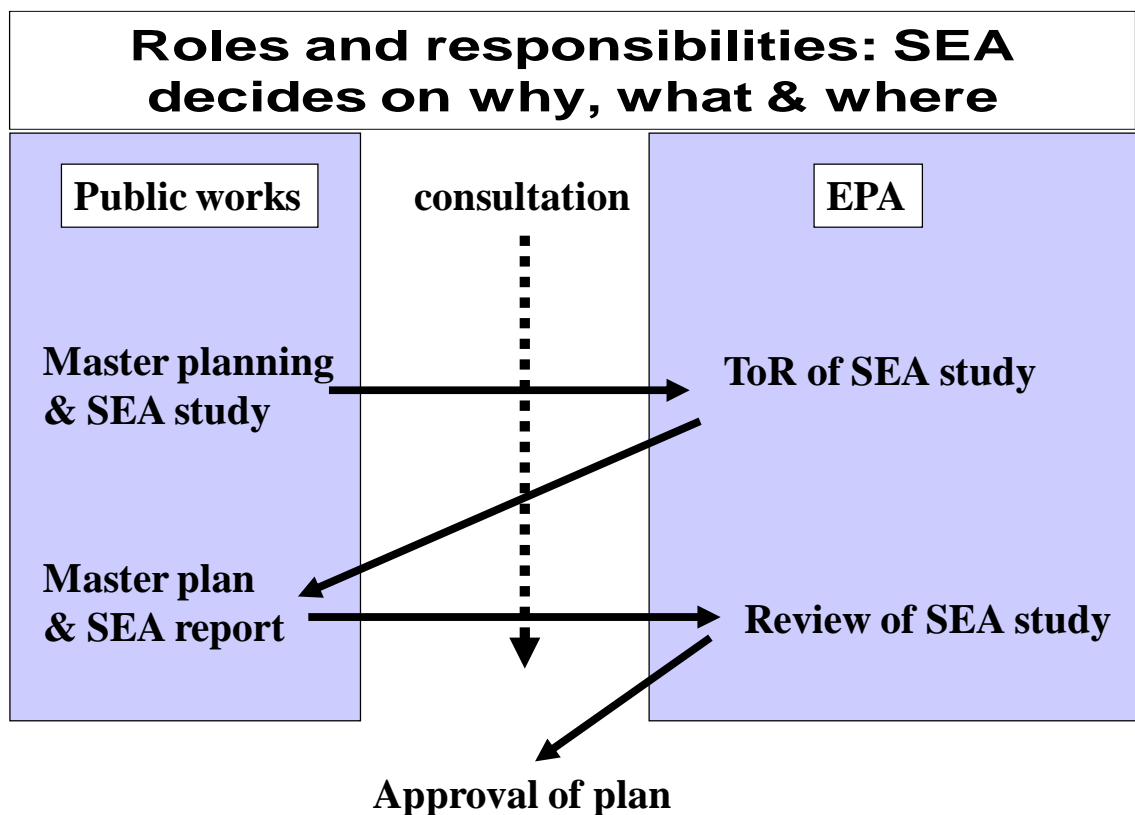 Roles and responsibilities: SEA
decides on why, what & where
Public works
consultation
EPA
Master planning
& SEA study
ToR of SEA study
Master plan
& SEA report
Review of SEA study
Approval of plan